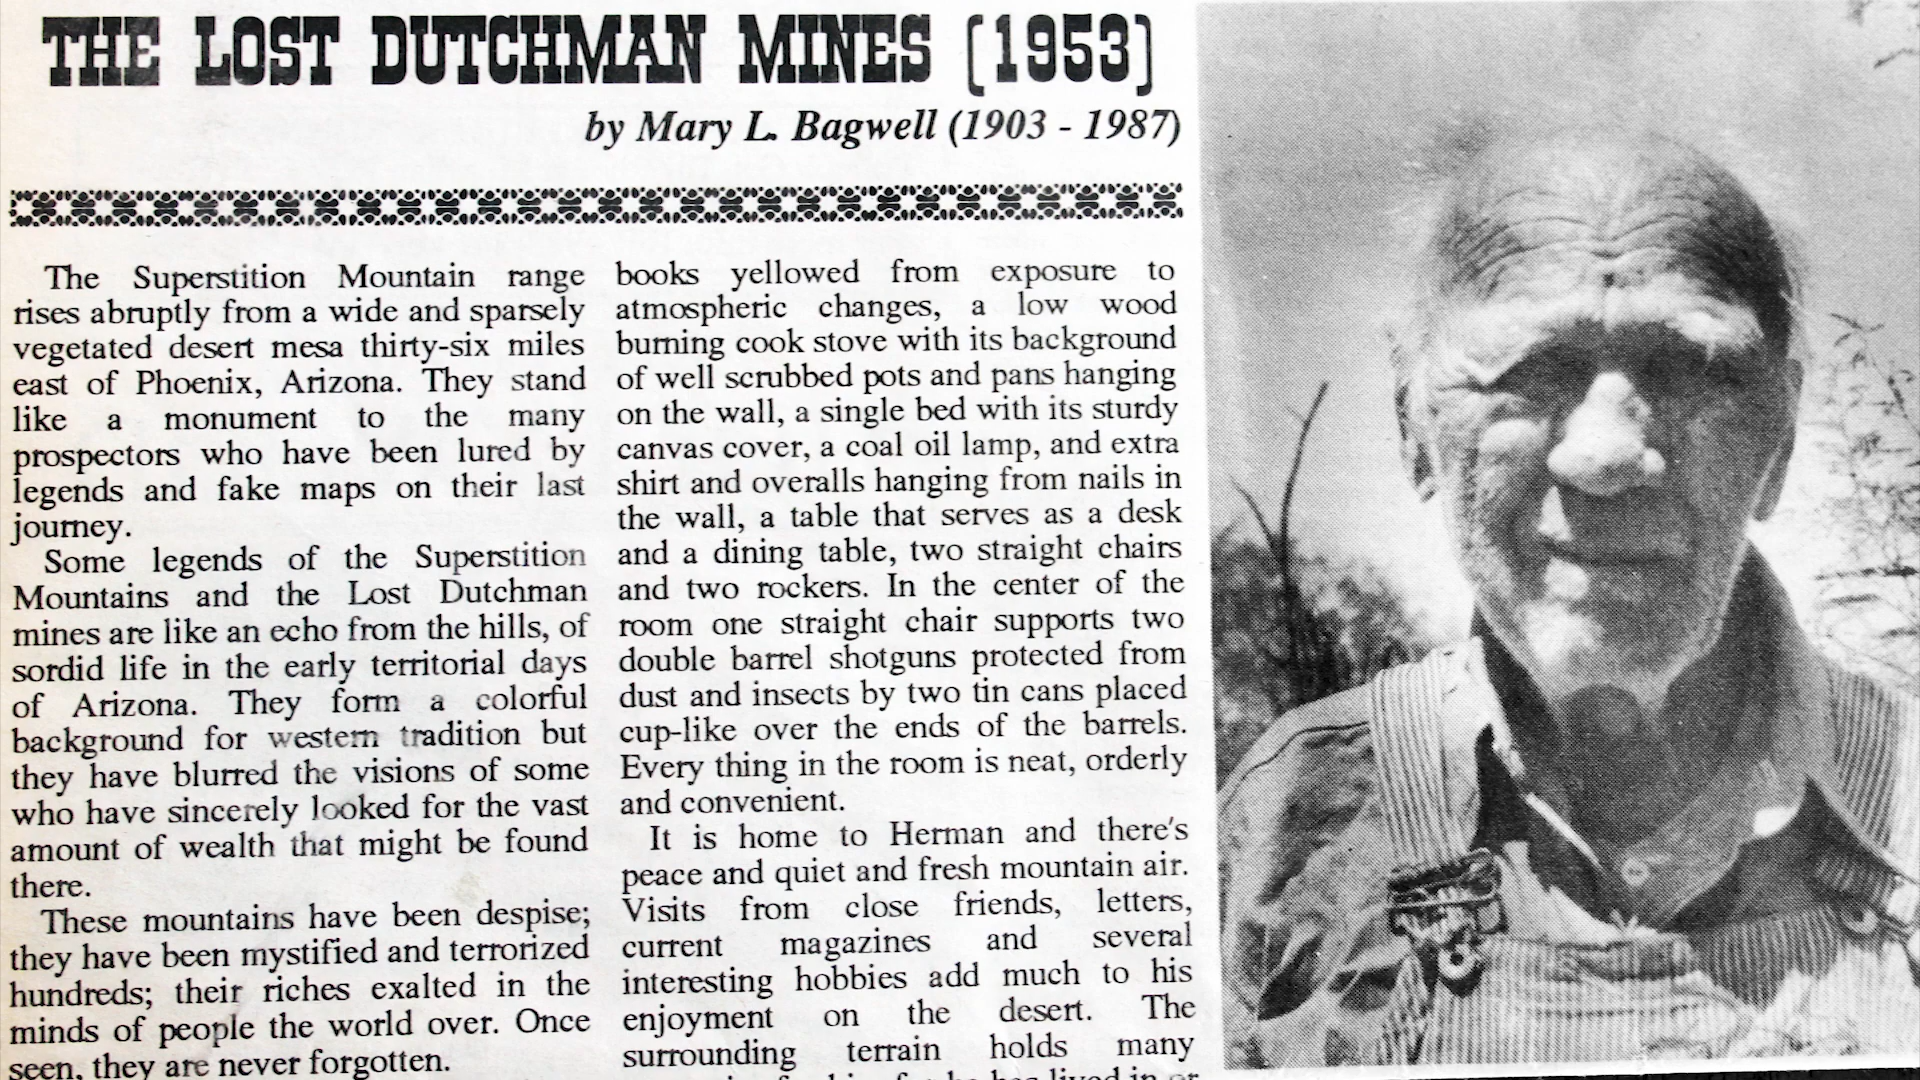 THE LOST DUTCHMAN MINES (1953)
by Mary L. Bagwell (1903 - 1987)
The Superstition Mountain range
rises abruptly from a wide and sparsely
vegetated desert mesa thirty-six miles
east of Phoenix, Arizona. They stand
like a monument to the many
prospectors who have been lured by
legends and fake maps on their last
journey.
Some legends of the Superstition
Mountains and the Lost Dutchman
mines are like an echo from the hills, of
sordid life in the early territorial days
of Arizona. They form a colorful
background for western tradition but
they have blurred the visions of some
who have sincerely looked for the vast
amount of wealth that might be found
there.
These mountains have been despise;
they have been mystified and terrorized
hundreds; their riches exalted in the
minds of people the world over. Once
seen, they are never forgotten.
books yellowed from exposure to
atmospheric changes, a low wood
burning cook stove with its background
of well scrubbed pots and pans hanging
on the wall, a single bed with its sturdy
canvas cover, a coal oil lamp, and extra
shirt and overalls hanging from nails in
the wall, a table that serves as a desk
and a dining table, two straight chairs
and two rockers. In the center of the
room one straight chair supports two
double barrel shotguns protected from
dust and insects by two tin cans placed
cup-like over the ends of the barrels.
Every thing in the room is neat, orderly
and convenient.
It is home to Herman and there's
peace and quiet and fresh mountain air.
Visits from close friends, letters,
current magazines and several
interesting hobbies add much to his
enjoyment on the desert. The
surrounding terrain holds many
for he has lived in or